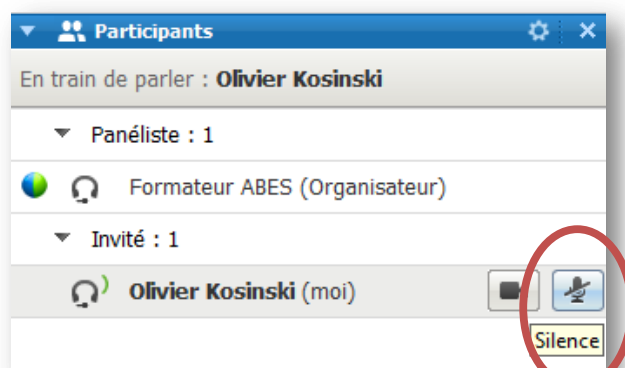 Participants
En train de parler : Olivier Kosinski
Panéliste : 1
Formateur ABES (Organisateur)
Invité : 1
Olivier Kosinski (moi)
Silence